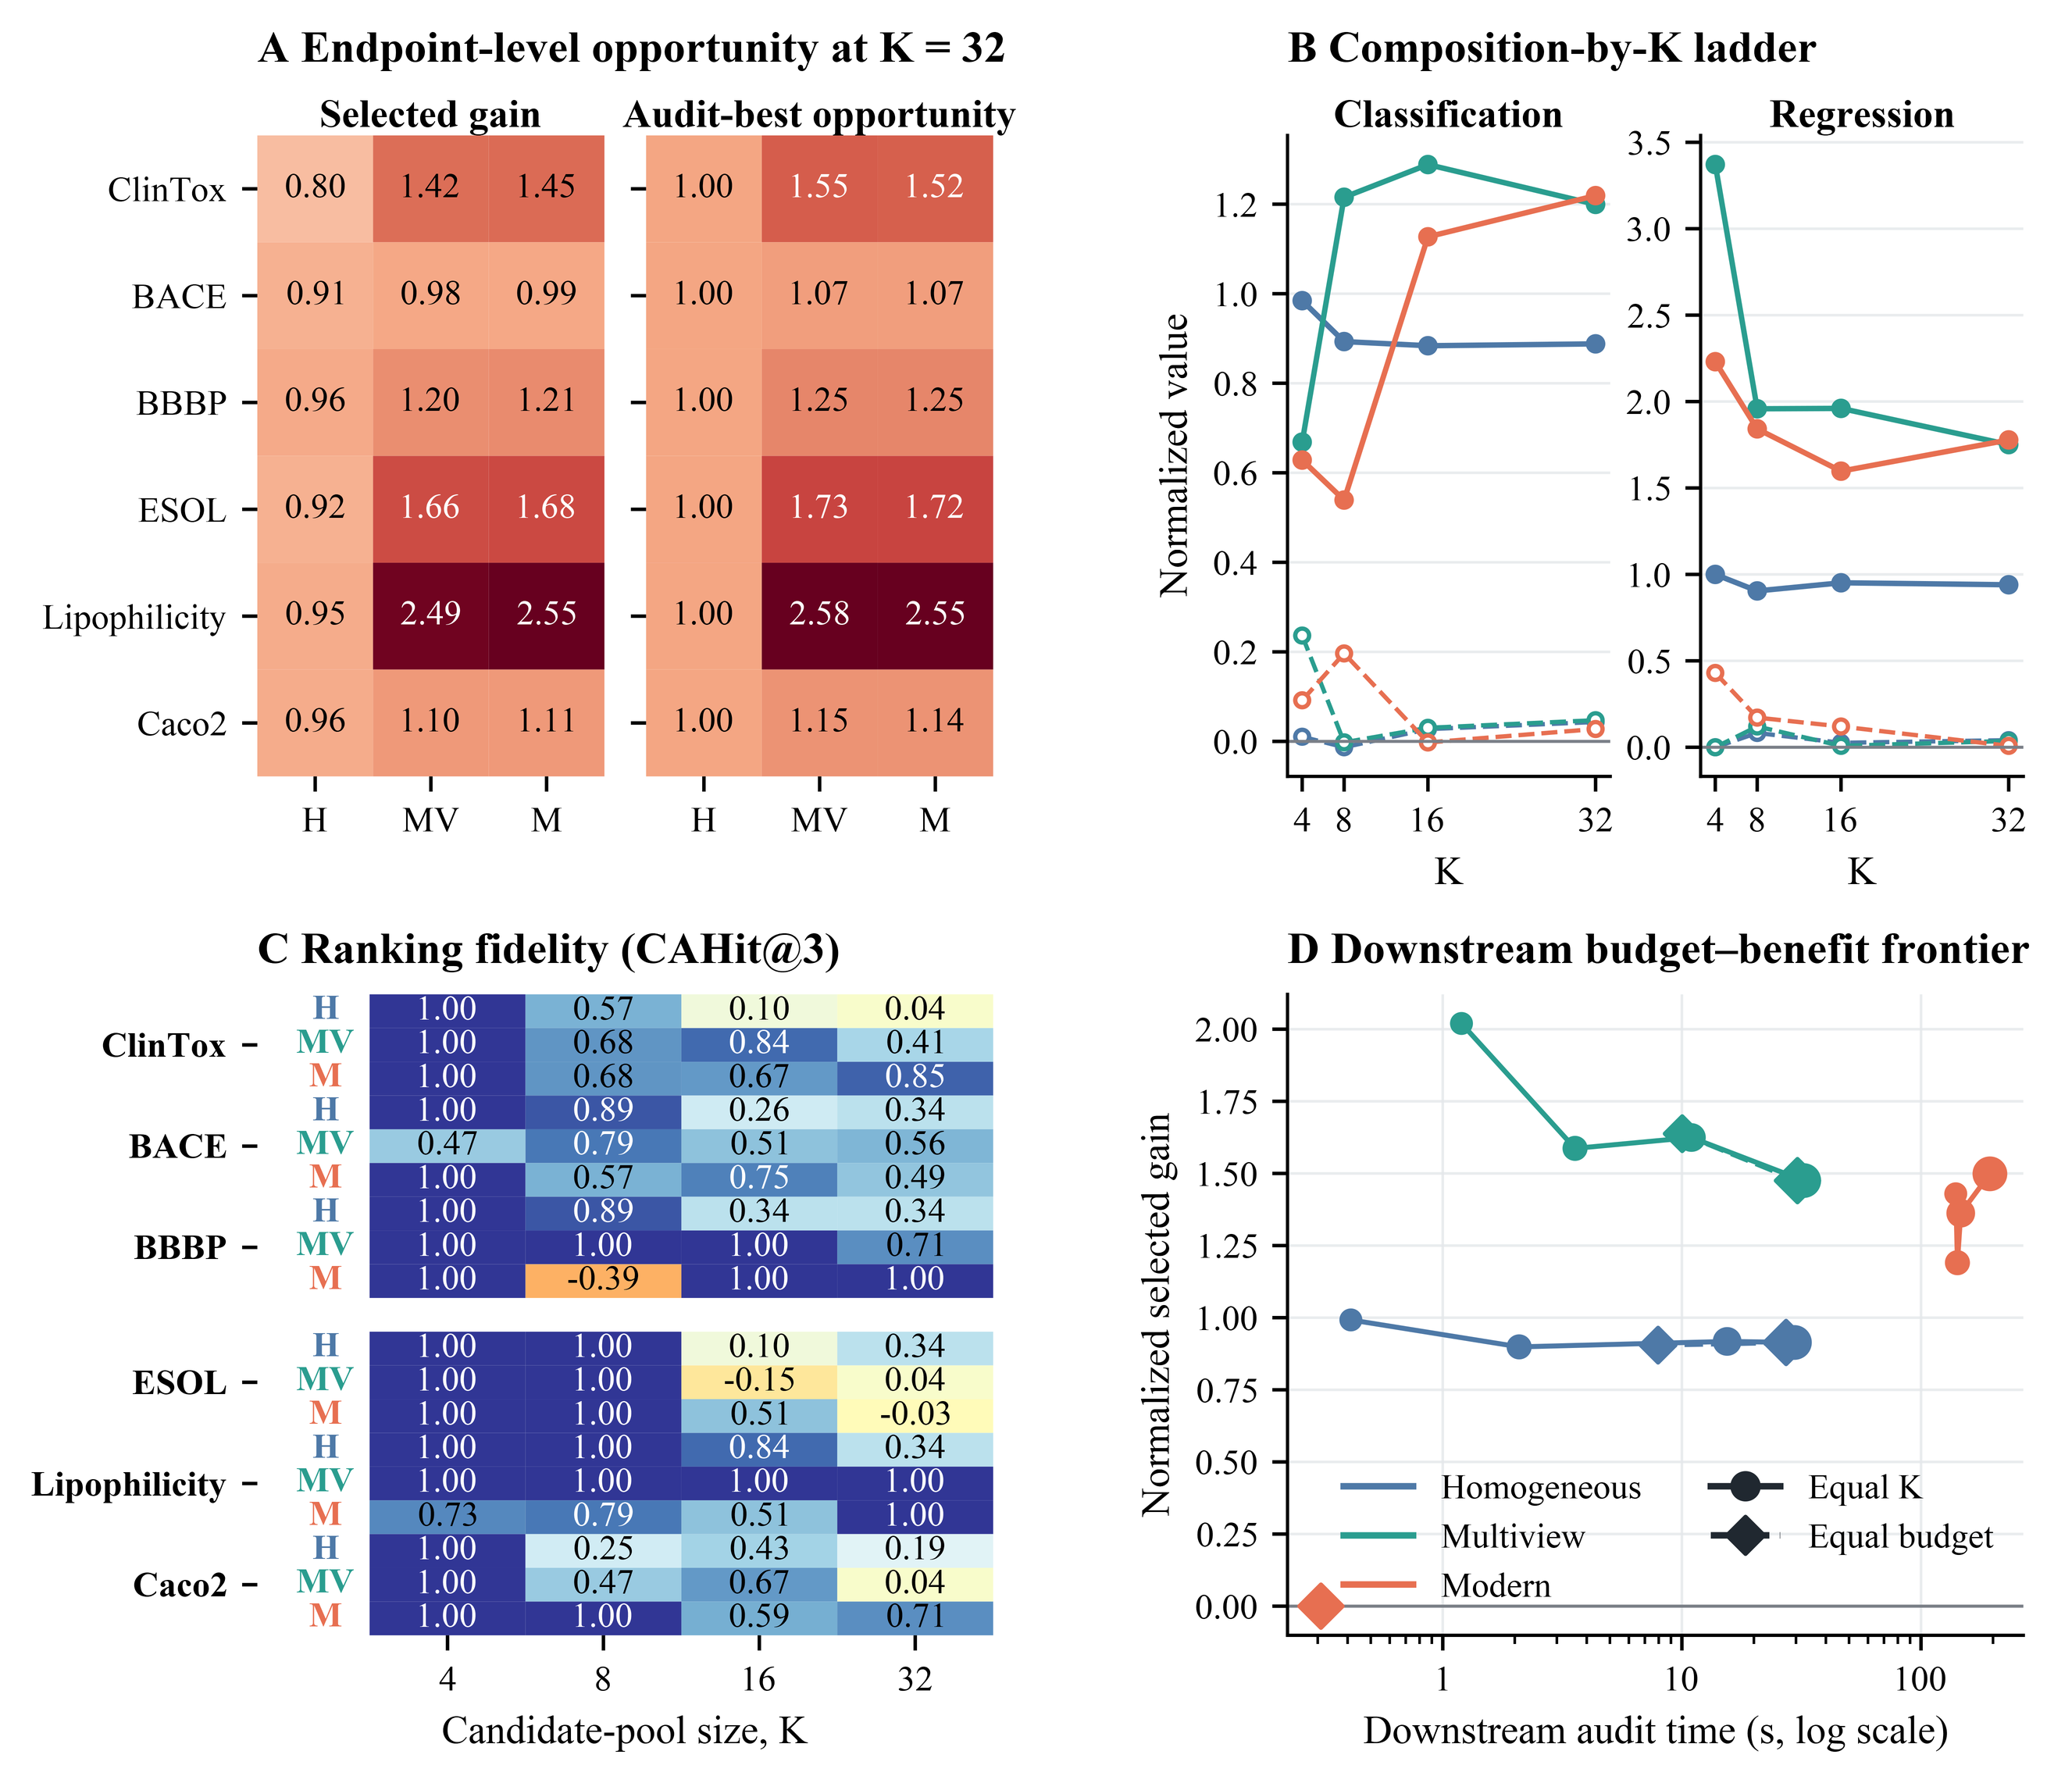 A Endpoint-level opportunity at K = 32
Selected gain
Audit-best opportunity
ClinTox 0.80 1.42 1.45 1.00 1.55 1.52
BACE 0.91 0.98 0.99 1.00 1.07 1.07
BBBP 0.96 1.20 1.21 1.00 1.25 1.25
ESOL 0.92 1.66 1.68 1.00 1.73 1.72
Lipophilicity 0.95 2.49 2.55 1.00 2.58 2.55
Caco2 0.96 1.10 1.11 1.00 1.15 1.14
H MV M H MV M
B Composition-by-K ladder
Classification
Regression
Normalized value
1.2
1.0
0.8
0.6
0.4
0.2
0.0
4 8 16 32
K
3.5
3.0
2.5
2.0
1.5
1.0
0.5
0.0
4 8 16 32
K
C Ranking fidelity (CAHit@3)
ClinTox
H 1.00 0.57 0.10 0.04
MV 1.00 0.68 0.84 0.41
M 1.00 0.68 0.67 0.85
BACE
H 1.00 0.89 0.26 0.34
MV 0.47 0.79 0.51 0.56
M 1.00 0.57 0.75 0.49
BBBP
H 1.00 0.89 0.34 0.34
MV 1.00 1.00 1.00 0.71
M 1.00 -0.39 1.00 1.00
ESOL
H 1.00 1.00 0.10 0.34
MV 1.00 1.00 -0.15 0.04
M 1.00 1.00 0.51 -0.03
Lipophilicity
H 1.00 1.00 0.84 0.34
MV 1.00 1.00 1.00 1.00
M 0.73 0.79 0.51 1.00
Caco2
H 1.00 0.25 0.43 0.19
MV 1.00 0.47 0.67 0.04
M 1.00 1.00 0.59 0.71
4 8 16 32
Candidate-pool size, K
D Downstream budget–benefit frontier
Normalized selected gain
2.00
1.75
1.50
1.25
1.00
0.75
0.50
0.25
0.00
Homogeneous
Multiview
Modern
Equal K
Equal budget
1 10 100
Downstream audit time (s, log scale)